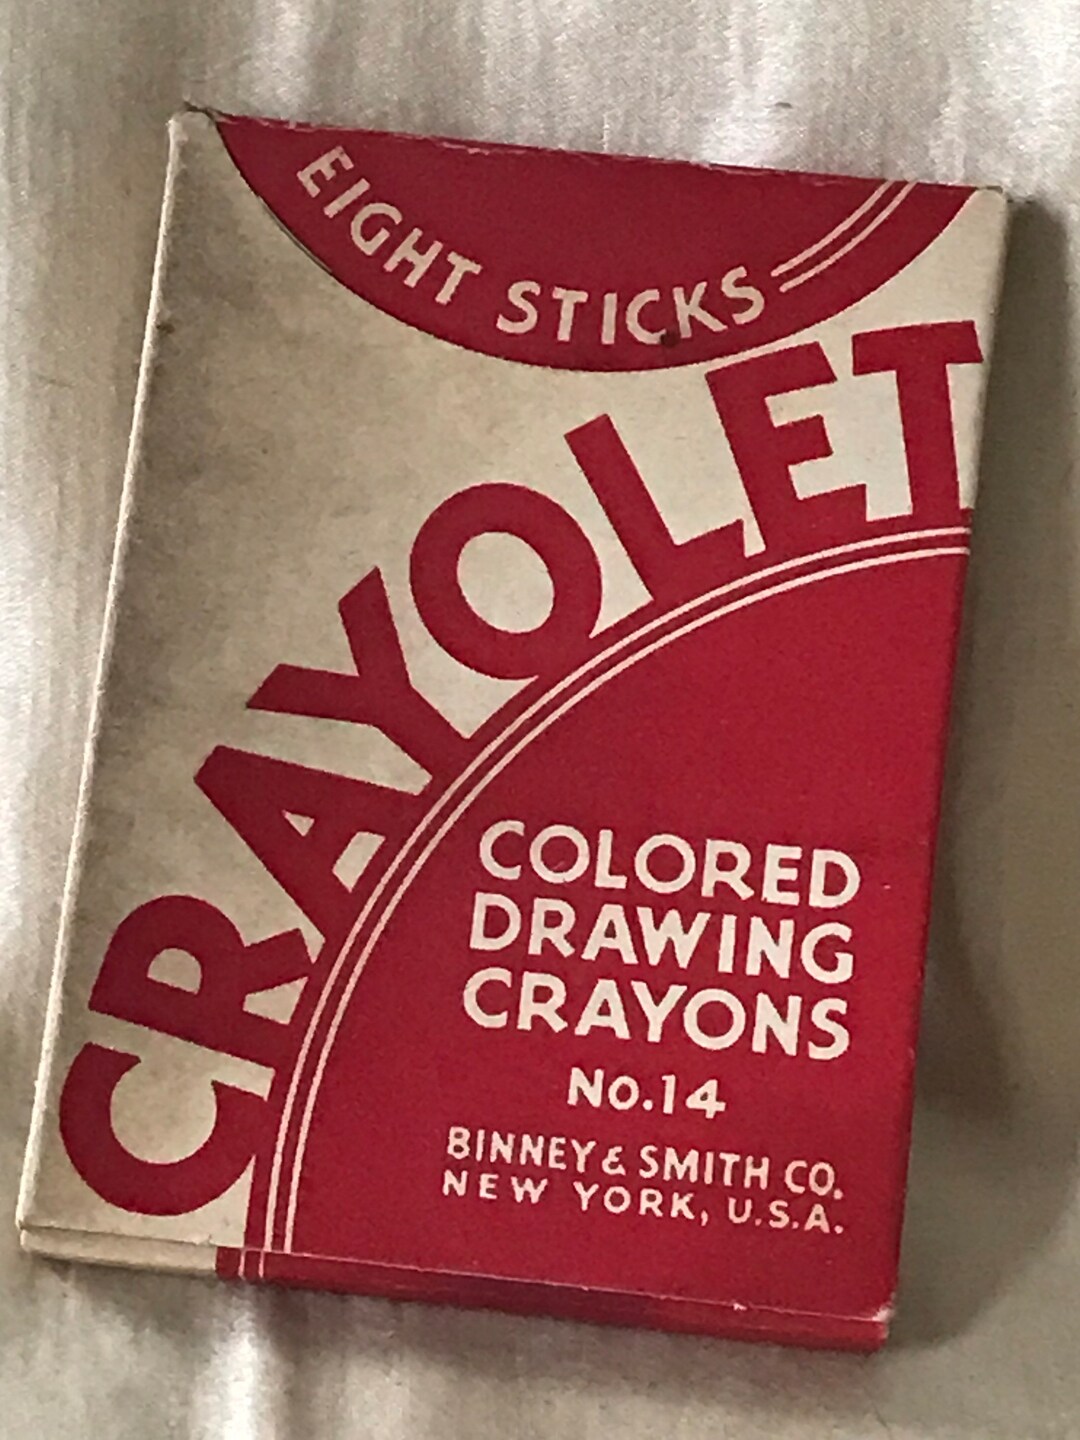 EIGHT STICKS
CRAYOLET
COLORED
DRAWING
CRAYONS
No.14
BINNEY & SMITH CO.
NEW YORK, U.S.A.